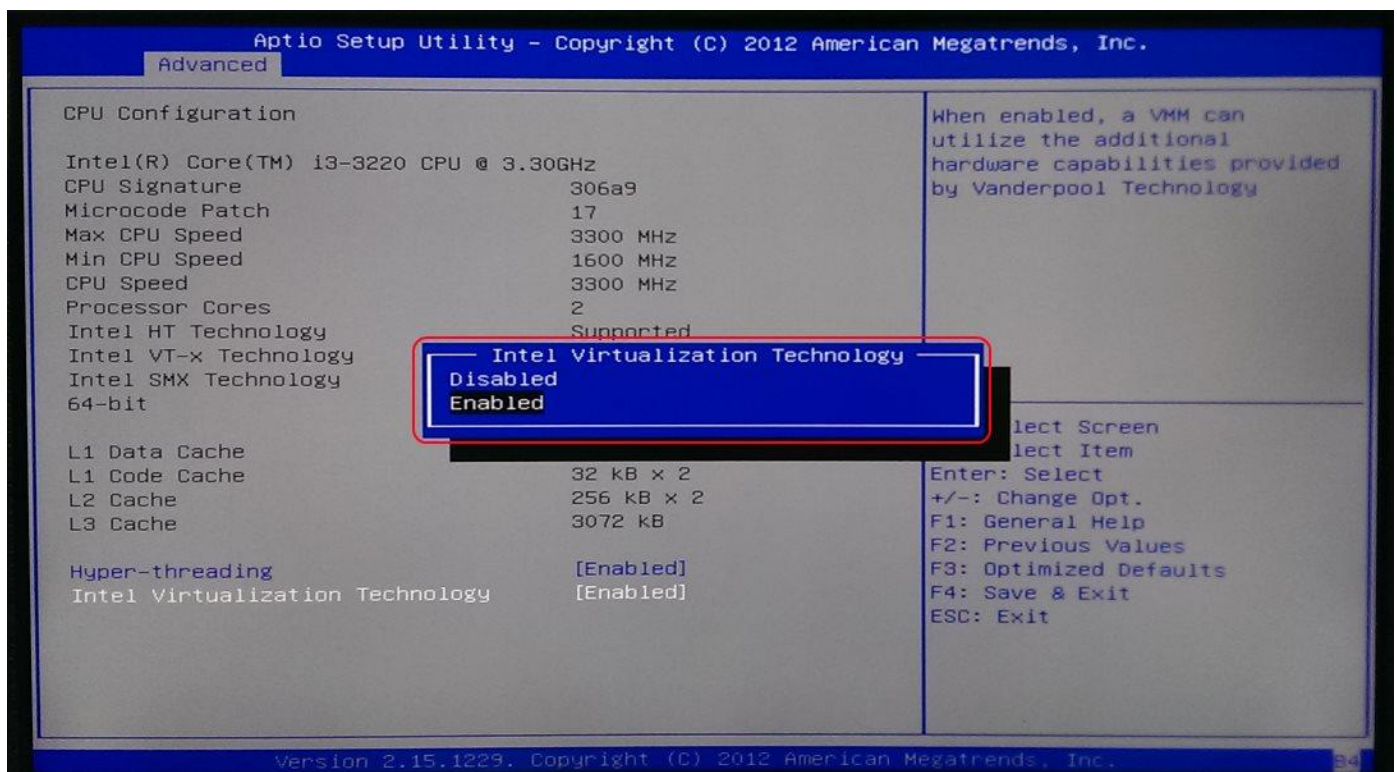 Aptio Setup Utility – Copyright (C) 2012 American Megatrends, Inc.
Advanced
CPU Configuration
Intel(R) Core(TM) i3-3220 CPU @ 3.30GHz
CPU Signature 306a9
Microcode Patch 17
Max CPU Speed 3300 MHz
Min CPU Speed 1600 MHz
CPU Speed 3300 MHz
Processor Cores 2
Intel HT Technology Supported
Intel VT-x Technology
Intel SMX Technology
64-bit
Intel Virtualization Technology
Disabled
Enabled
L1 Data Cache
L1 Code Cache 32 kB x 2
L2 Cache 256 kB x 2
L3 Cache 3072 kB
Hyper-threading [Enabled]
Intel Virtualization Technology [Enabled]
When enabled, a VMM can
utilize the additional
hardware capabilities provided
by Vanderpool Technology
lect Screen
lect Item
Enter: Select
+/-: Change Opt.
F1: General Help
F2: Previous Values
F3: Optimized Defaults
F4: Save & Exit
ESC: Exit
Version 2.15.1229. Copyright (C) 2012 American Megatrends, Inc.
B4